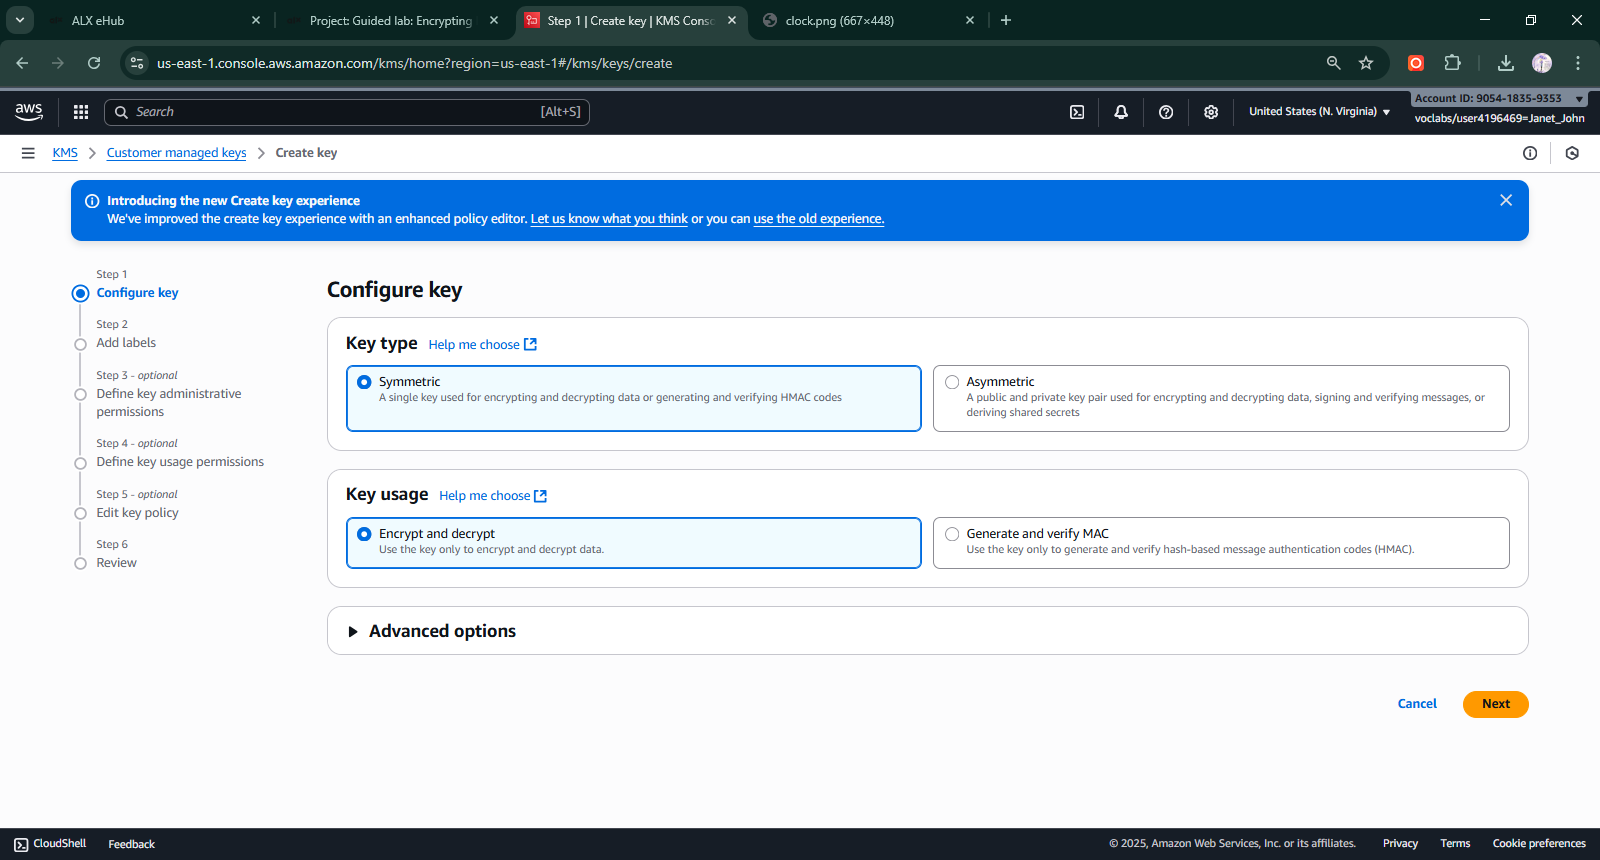 ALX eHub
Project: Guided lab: Encrypting
Step 1 | Create key | KMS Conso
clock.png (667×448)
us-east-1.console.aws.amazon.com/kms/home?region=us-east-1#/kms/keys/create
aws
Search
[Alt+S]
United States (N. Virginia)
Account ID: 9054-1835-9353
voclabs/user4196469=Janet_John
KMS
Customer managed keys
Create key
Introducing the new Create key experience
We've improved the create key experience with an enhanced policy editor. Let us know what you think or you can use the old experience.
Step 1
Configure key
Step 2
Add labels
Step 3 - optional
Define key administrative
permissions
Step 4 - optional
Define key usage permissions
Step 5 - optional
Edit key policy
Step 6
Review
Configure key
Key type Help me choose
Symmetric
A single key used for encrypting and decrypting data or generating and verifying HMAC codes
Asymmetric
A public and private key pair used for encrypting and decrypting data, signing and verifying messages, or
deriving shared secrets
Key usage Help me choose
Encrypt and decrypt
Use the key only to encrypt and decrypt data.
Generate and verify MAC
Use the key only to generate and verify hash-based message authentication codes (HMAC).
Advanced options
Cancel
Next
CloudShell
Feedback
© 2025, Amazon Web Services, Inc. or its affiliates.
Privacy
Terms
Cookie preferences